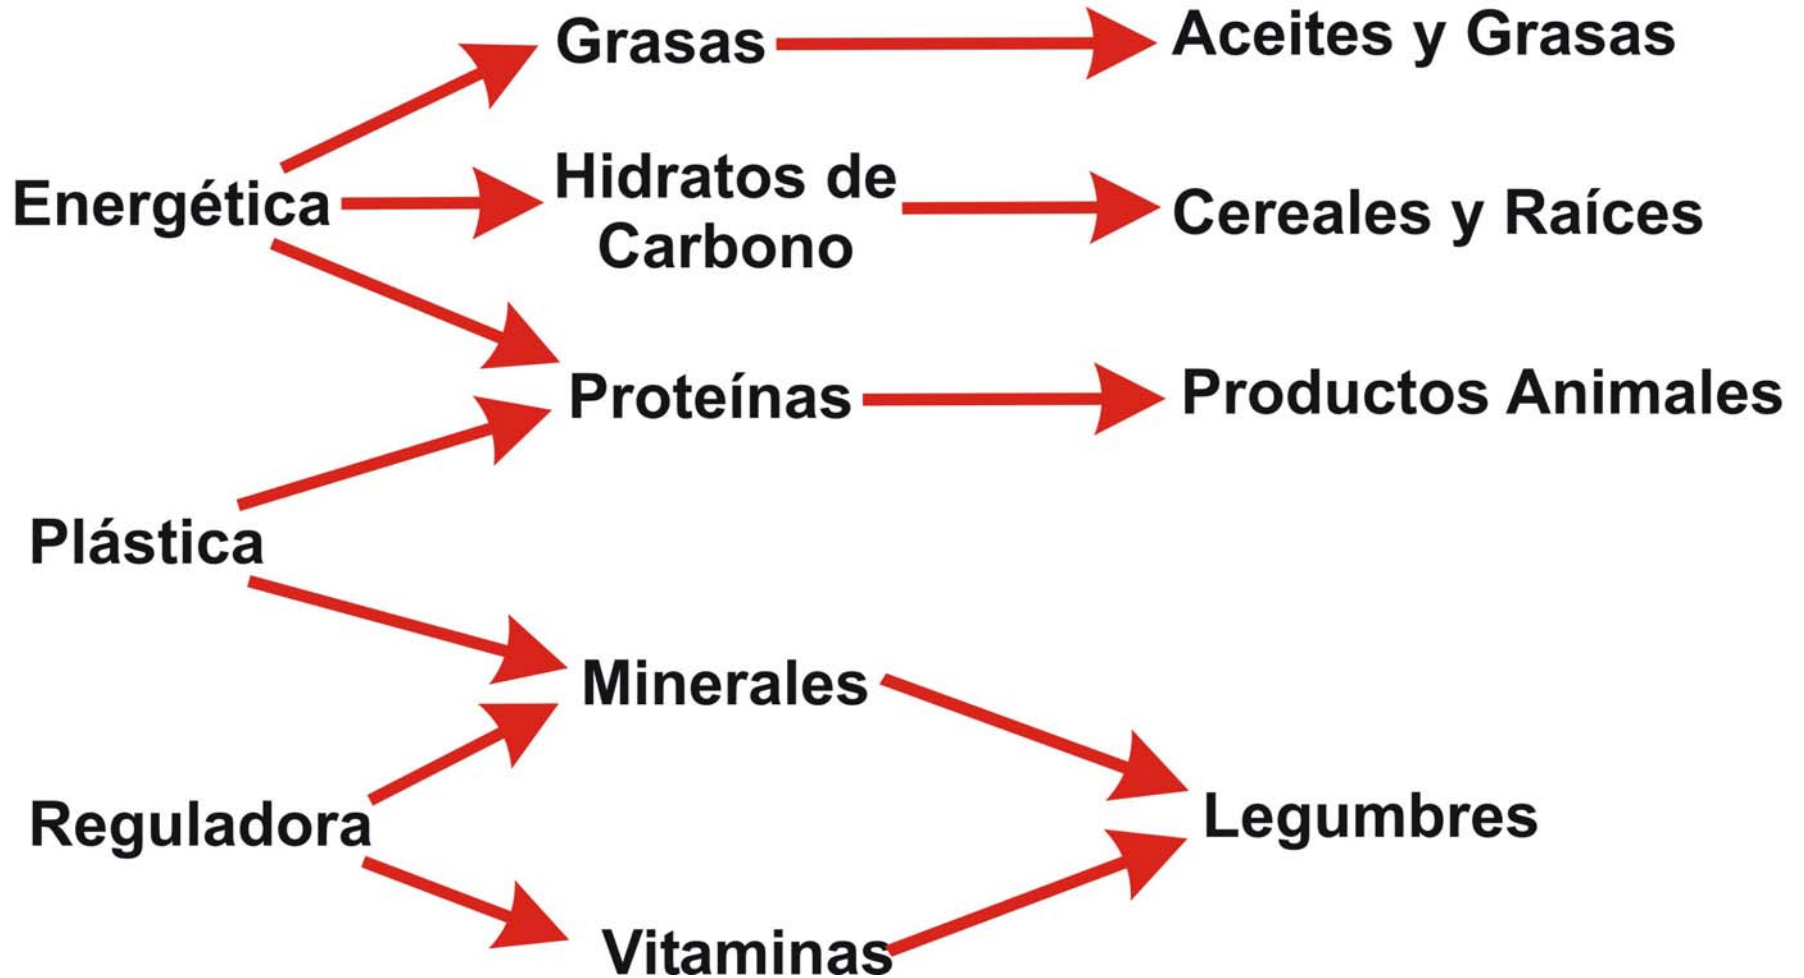 Grasas
Aceites y Grasas
Energética
Hidratos de
Carbono
Cereales y Raíces
Proteínas
Productos Animales
Plástica
Minerales
Reguladora
Legumbres
Vitaminas